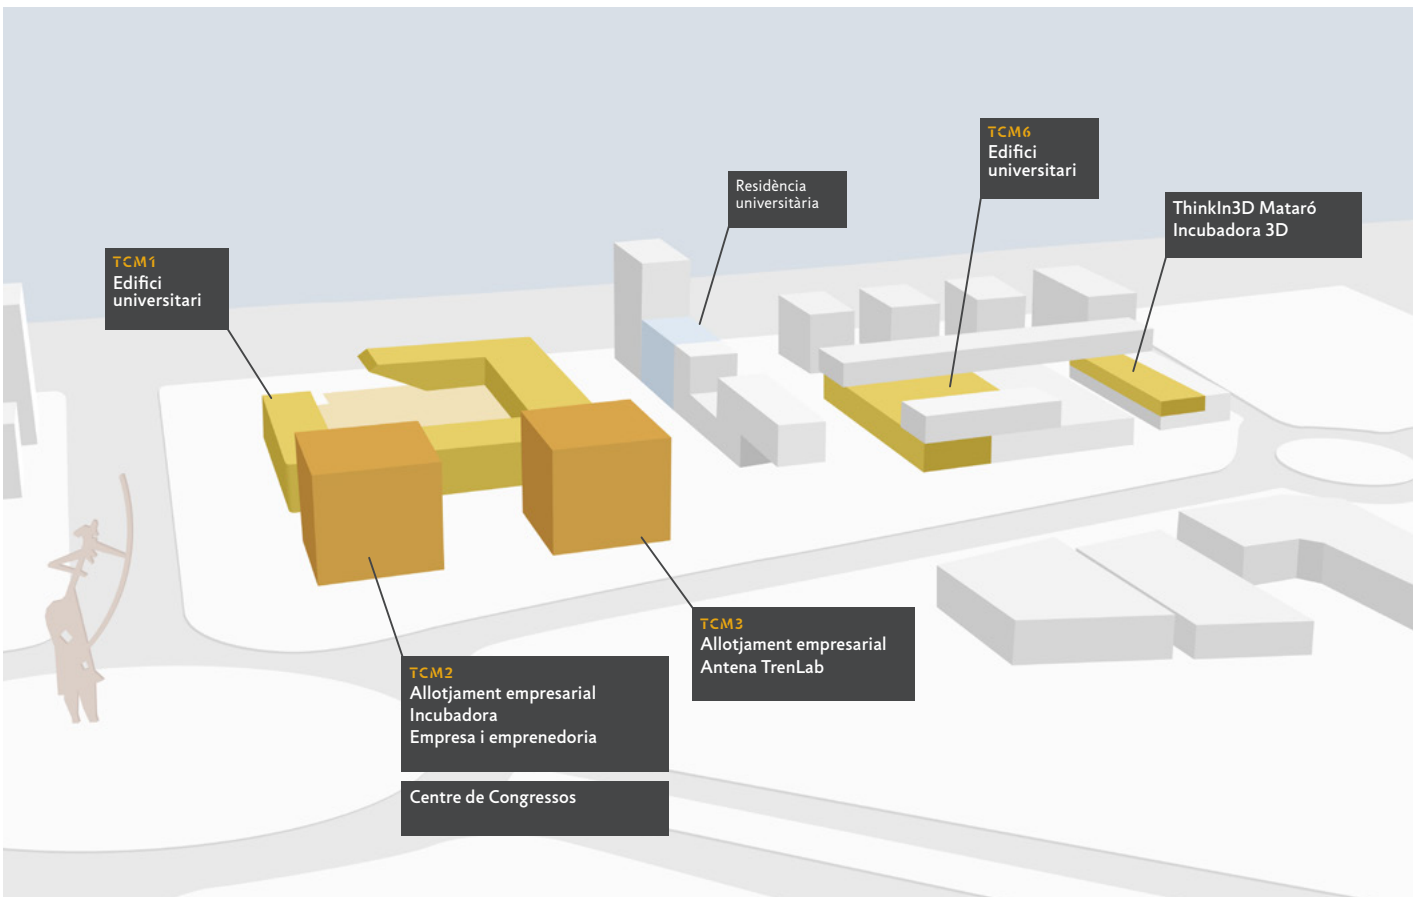 TCM6
Edifici
universitari
Residència
universitària
ThinkIn3D Mataró
Incubadora 3D
TCM1
Edifici
universitari
TCM3
Allotjament empresarial
Antena TrenLab
TCM2
Allotjament empresarial
Incubadora
Empresa i emprenedoria
Centre de Congressos